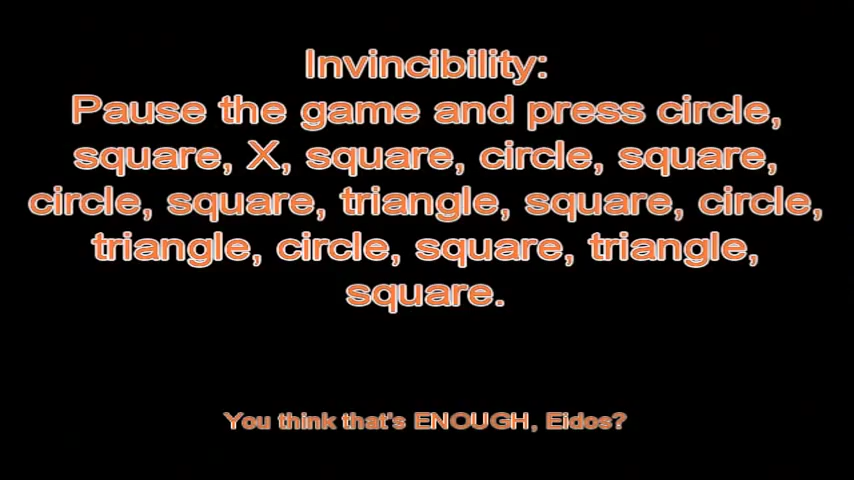 Invincibility:
Pause the game and press circle,
square, X, square, circle, square,
circle, square, triangle, square, circle,
triangle, circle, square, triangle,
square.
You think that's ENOUGH, Eidos?